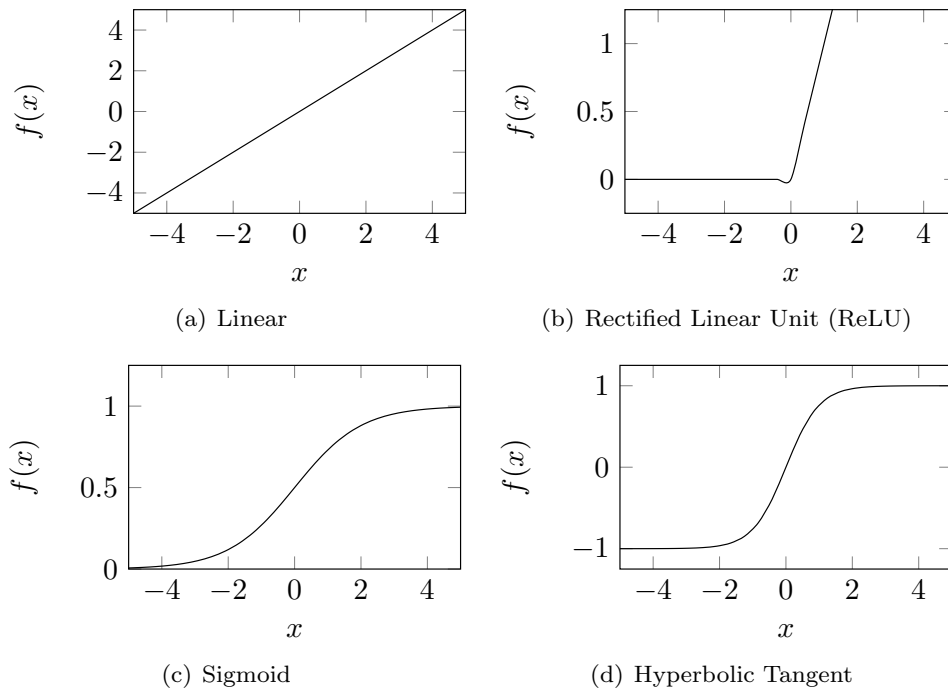 4
2
f(x)
0
−2
−4
−4 −2 0 2 4
x
(a) Linear
1
f(x)
0.5
0
−4 −2 0 2 4
x
(b) Rectified Linear Unit (ReLU)
1
f(x)
0.5
0
−4 −2 0 2 4
x
(c) Sigmoid
1
f(x)
0
−1
−4 −2 0 2 4
x
(d) Hyperbolic Tangent